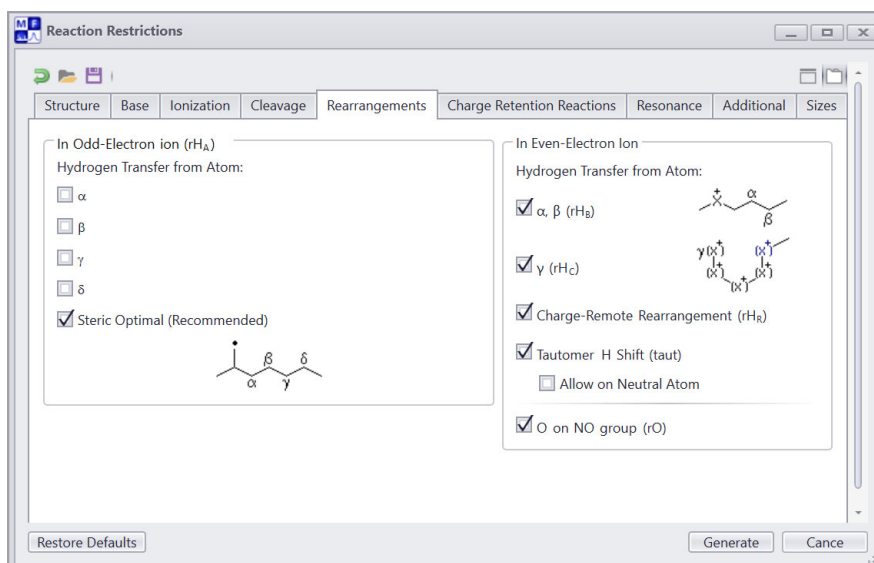 M F
Reaction Restrictions
Structure Base Ionization Cleavage Rearrangements Charge Retention Reactions Resonance Additional Sizes
In Odd-Electron ion (rHA)
Hydrogen Transfer from Atom:
α
β
γ
δ
Steric Optimal (Recommended)
β δ
α γ
In Even-Electron Ion
Hydrogen Transfer from Atom:
α, β (rHB)
+ α
X
β
γ (rHC)
γ(X)+ (X)+
(X)+ (X)+
(X)+
Charge-Remote Rearrangement (rHR)
Tautomer H Shift (taut)
Allow on Neutral Atom
O on NO group (rO)
Restore Defaults Generate Cance